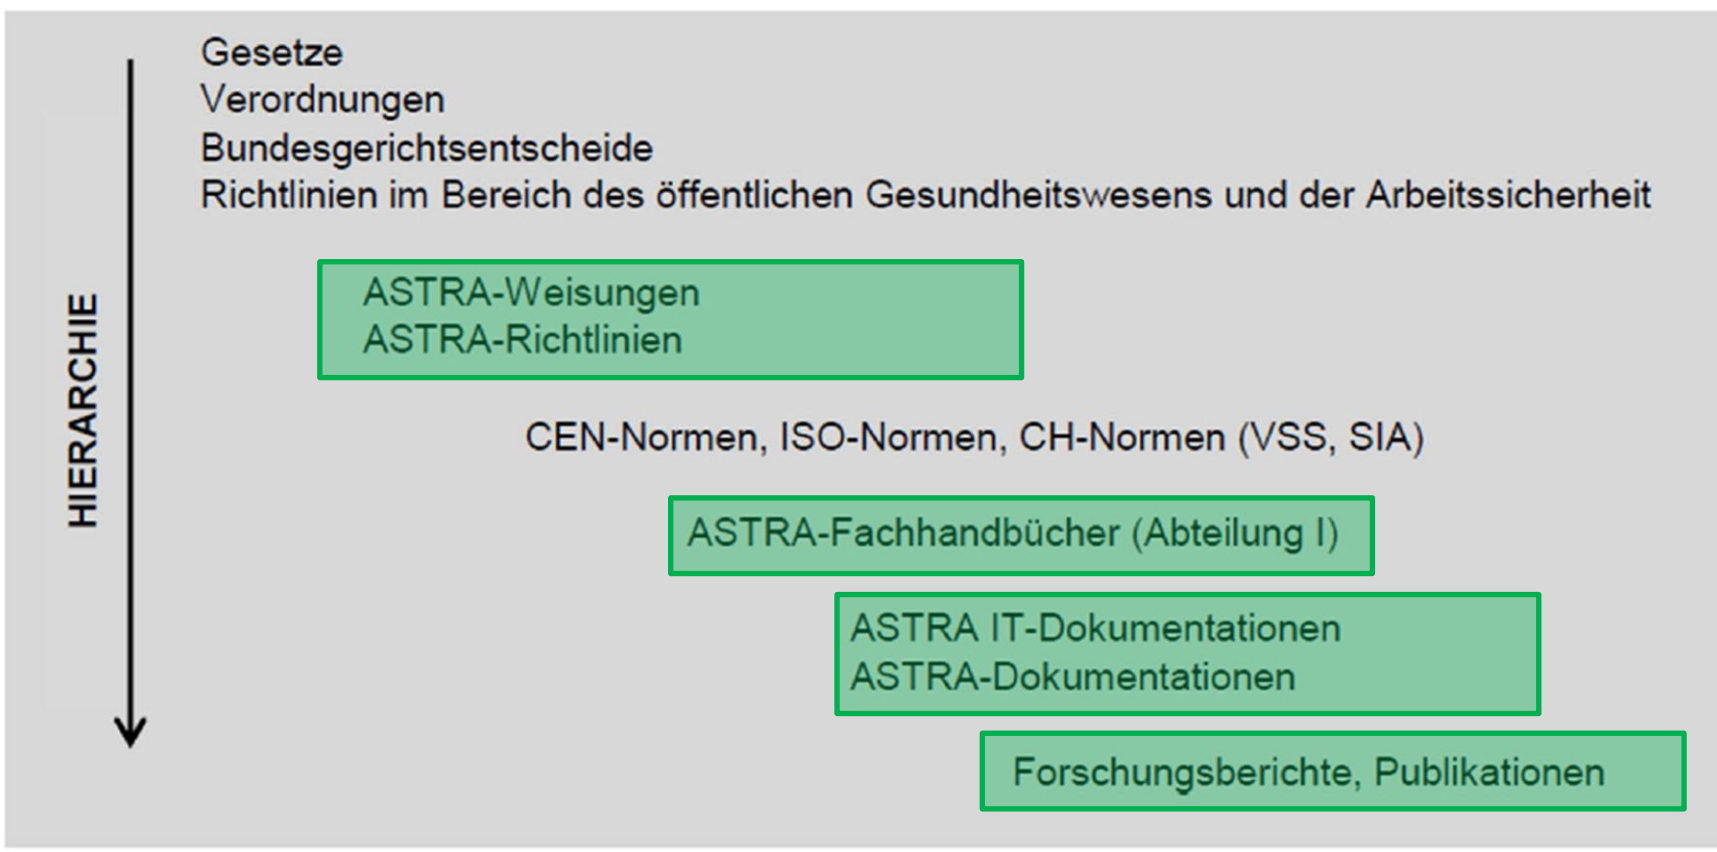 Gesetze
Verordnungen
Bundesgerichtsentscheide
Richtlinien im Bereich des öffentlichen Gesundheitswesens und der Arbeitssicherheit
HIERARCHIE
ASTRA-Weisungen
ASTRA-Richtlinien
CEN-Normen, ISO-Normen, CH-Normen (VSS, SIA)
ASTRA-Fachhandbücher (Abteilung I)
ASTRA IT-Dokumentationen
ASTRA-Dokumentationen
Forschungsberichte, Publikationen